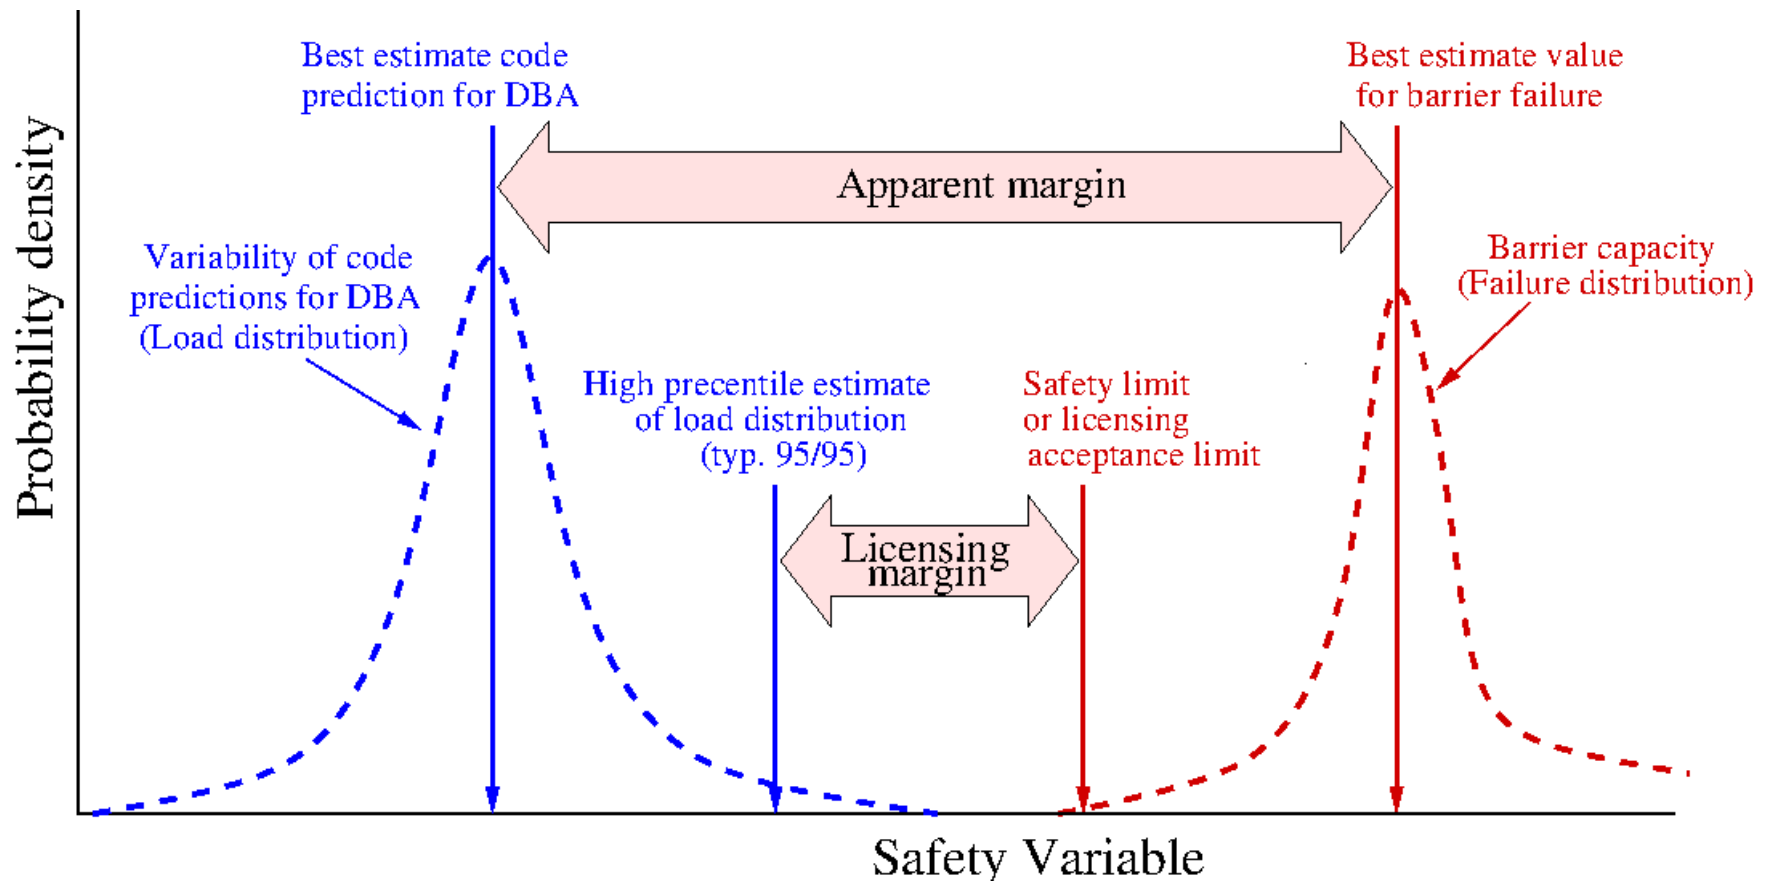 Best estimate code
prediction for DBA
Best estimate value
for barrier failure
Apparent margin
Variability of code
predictions for DBA
(Load distribution)
Barrier capacity
(Failure distribution)
High precentile estimate
of load distribution
(typ. 95/95)
Safety limit
or licensing
acceptance limit
Licensing
margin
Probability density
Safety Variable